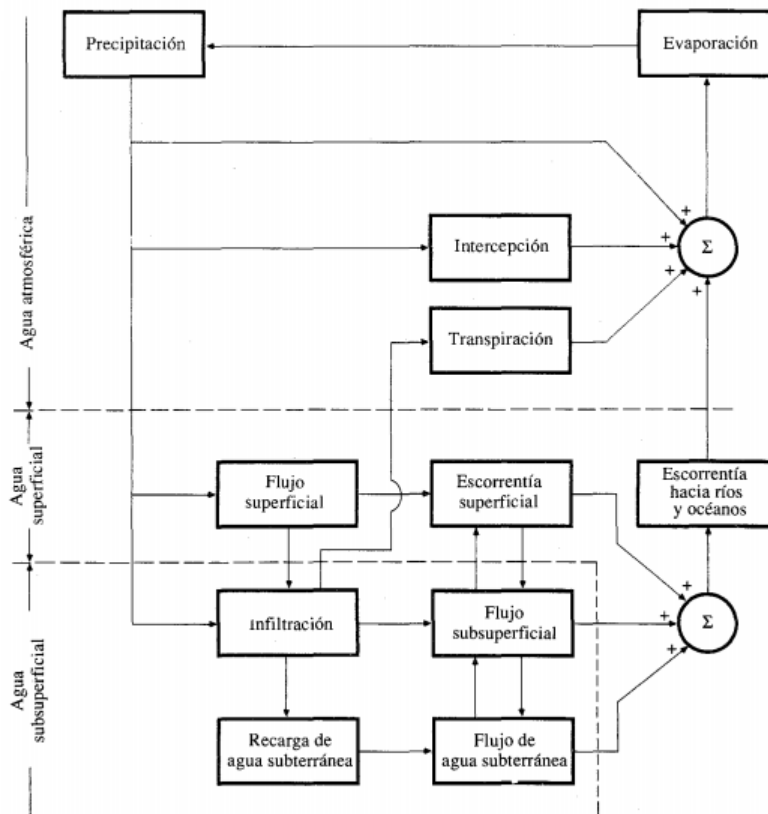 Precipitación
Evaporación
+
+
Intercepción
Σ
+
+
Transpiración
Agua atmosférica
Flujo
superficial
Escorrentía
superficial
Escorrentía
hacia ríos
y océanos
Agua
superficial
+
Infiltración
Flujo
subsuperficial
+
Σ
+
Agua
subsuperficial
Recarga de
agua subterránea
Flujo de
agua subterránea